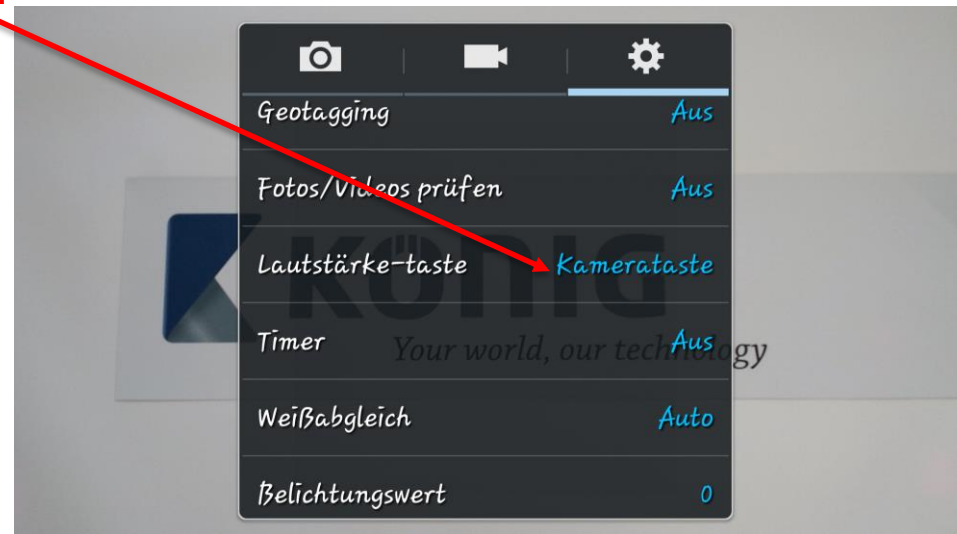 Geotagging Aus
Fotos/Videos prüfen Aus
Lautstärke-taste Kamerataste
KÖNIG
Timer Aus
Your world, our technology
Weißabgleich Auto
Belichtungswert 0